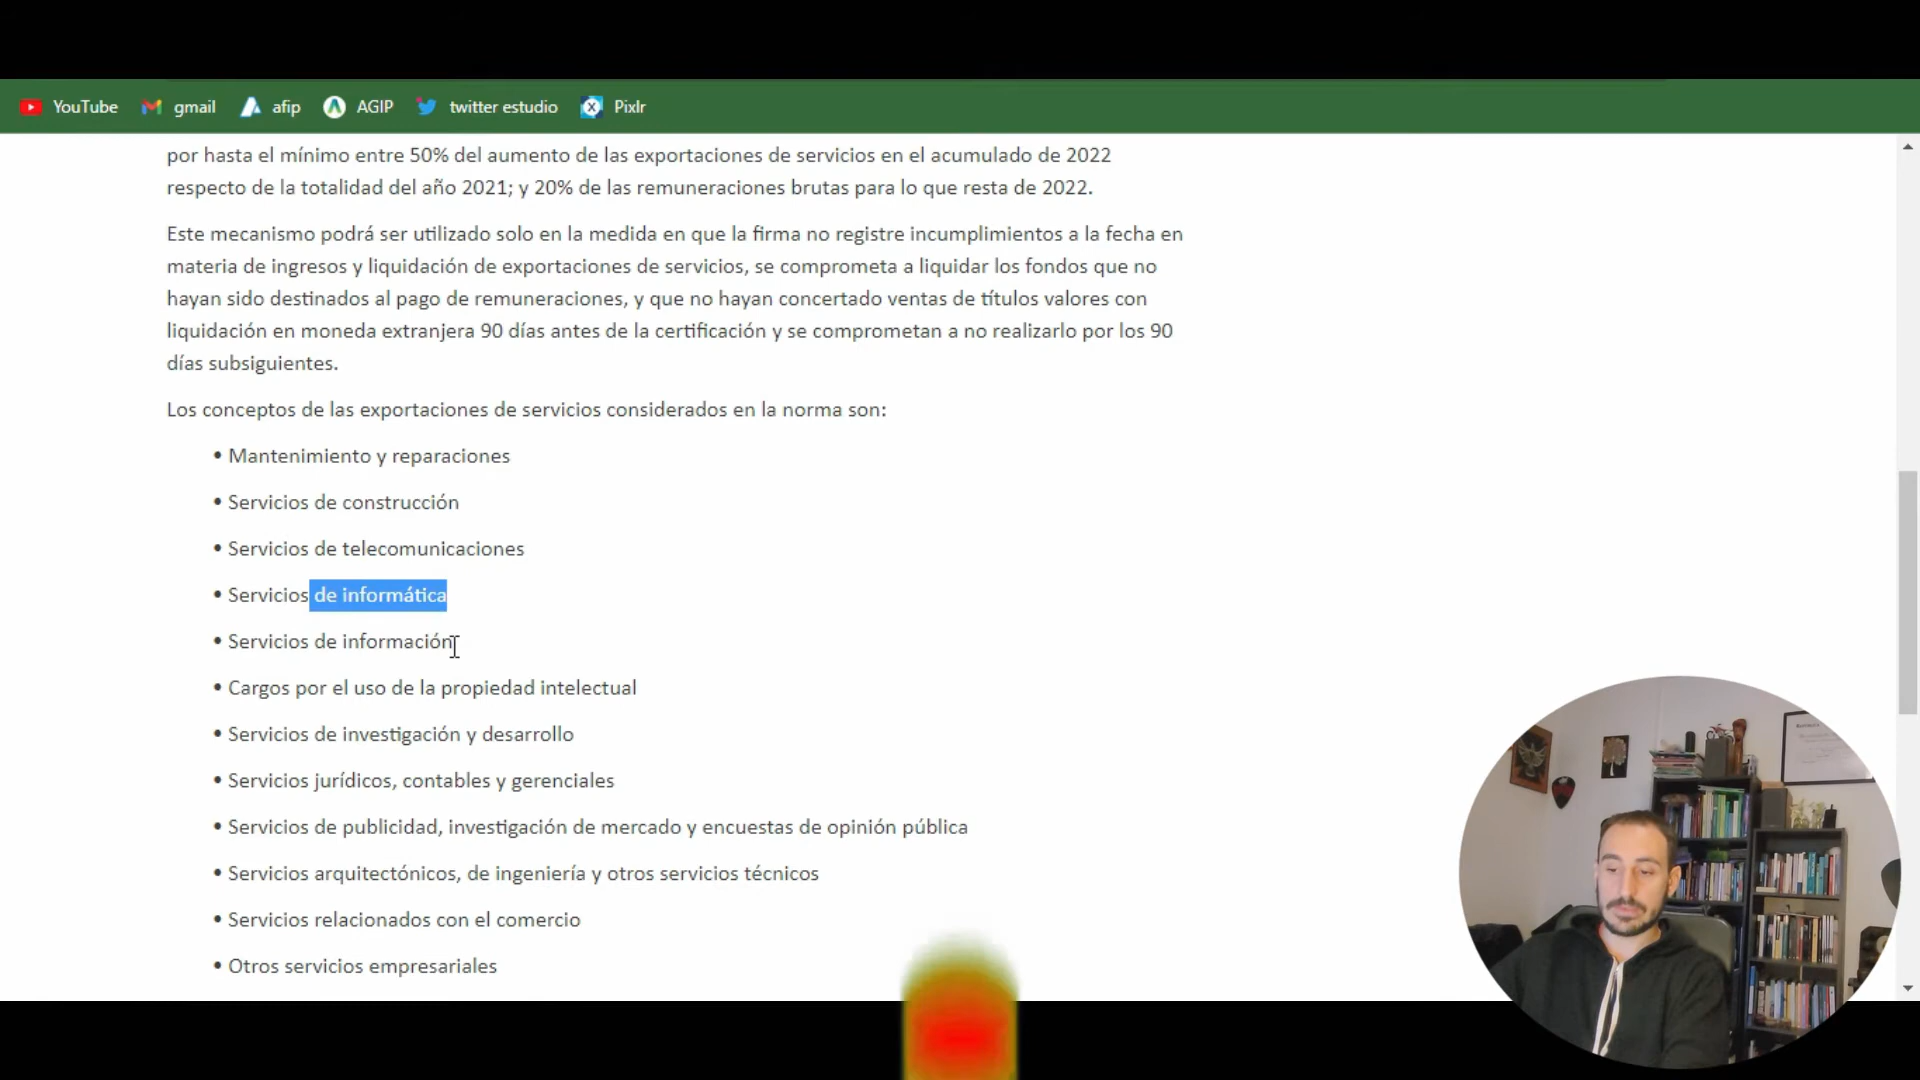 YouTube gmail afip AGIP twitter estudio Pixlr
por hasta el mínimo entre 50% del aumento de las exportaciones de servicios en el acumulado de 2022
respecto de la totalidad del año 2021; y 20% de las remuneraciones brutas para lo que resta de 2022.
Este mecanismo podrá ser utilizado solo en la medida en que la firma no registre incumplimientos a la fecha en
materia de ingresos y liquidación de exportaciones de servicios, se comprometa a liquidar los fondos que no
hayan sido destinados al pago de remuneraciones, y que no hayan concertado ventas de títulos valores con
liquidación en moneda extranjera 90 días antes de la certificación y se comprometan a no realizarlo por los 90
días subsiguientes.
Los conceptos de las exportaciones de servicios considerados en la norma son:
• Mantenimiento y reparaciones
• Servicios de construcción
• Servicios de telecomunicaciones
• Servicios de informática
• Servicios de información
• Cargos por el uso de la propiedad intelectual
• Servicios de investigación y desarrollo
• Servicios jurídicos, contables y gerenciales
• Servicios de publicidad, investigación de mercado y encuestas de opinión pública
• Servicios arquitectónicos, de ingeniería y otros servicios técnicos
• Servicios relacionados con el comercio
• Otros servicios empresariales